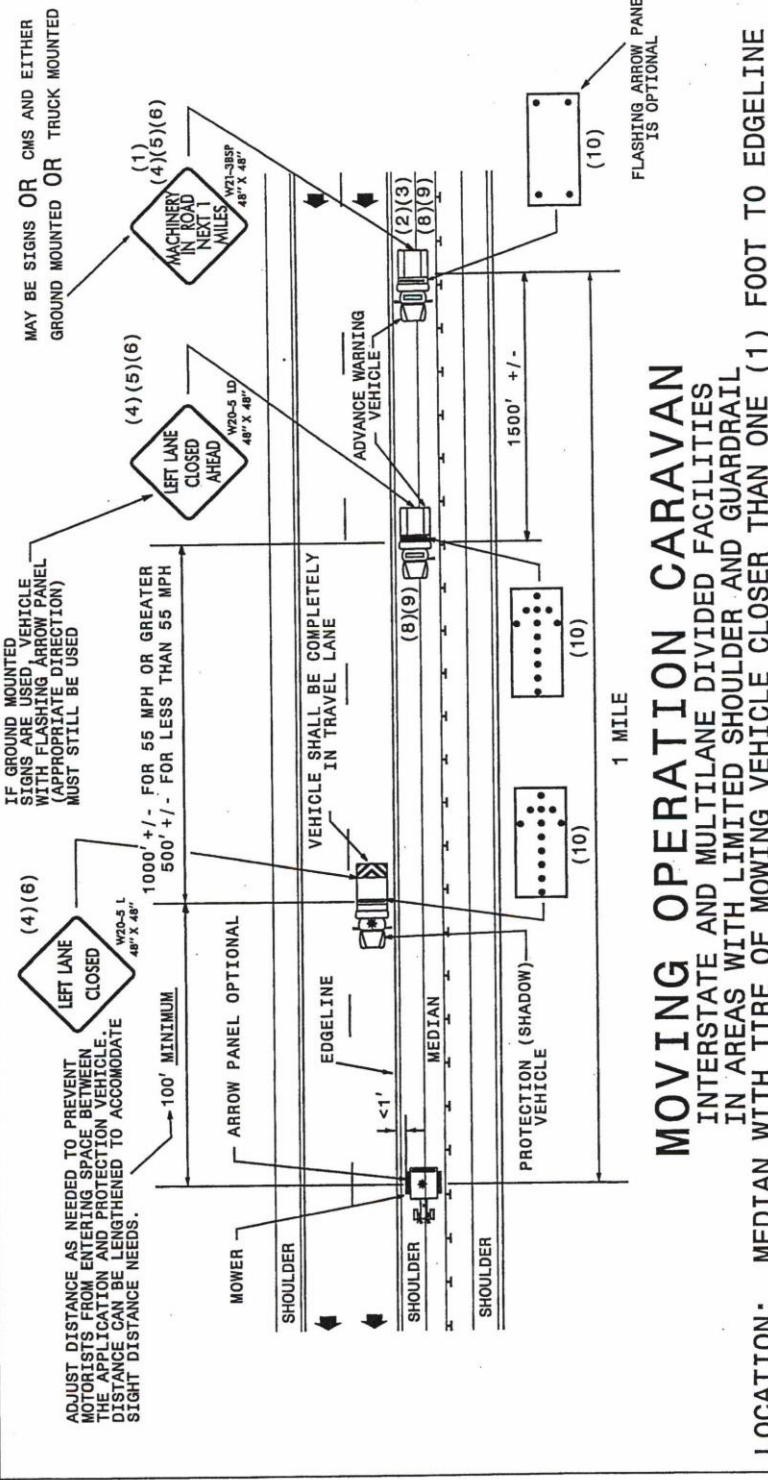 MAY BE SIGNS OR CMS AND EITHER
GROUND MOUNTED OR TRUCK MOUNTED
IF GROUND MOUNTED
SIGNS ARE USED, VEHICLE
WITH FLASHING ARROW PANEL
(APPROPRIATE DIRECTION)
MUST STILL BE USED
ADJUST DISTANCE AS NEEDED TO PREVENT
MOTORISTS FROM ENTERING SPACE BETWEEN
THE APPLICATION AND PROTECTION VEHICLE.
DISTANCE CAN BE LENGTHENED TO ACCOMODATE
SIGHT DISTANCE NEEDS.
(4)(6)
LEFT LANE
CLOSED
W20-5 L
48" X 48"
(4)(5)(6)
LEFT LANE
CLOSED
AHEAD
W20-5 LD
48" X 48"
(1)
(4)(5)(6)
MACHINERY
IN ROAD
NEXT 1
MILES
W21-3BSP
48" X 48"
1000' +/- FOR 55 MPH OR GREATER
500' +/- FOR LESS THAN 55 MPH
100' MINIMUM
MOWER
ARROW PANEL OPTIONAL
EDGELINE
VEHICLE SHALL BE COMPLETELY
IN TRAVEL LANE
ADVANCE WARNING
VEHICLE
SHOULDER
SHOULDER
SHOULDER
<1'
MEDIAN
(8)(9)
(2)(3)
(8)(9)
PROTECTION (SHADOW)
VEHICLE
1500' +/-
(10)
(10)
(10)
FLASHING ARROW PANE
IS OPTIONAL
1 MILE
MOVING OPERATION CARAVAN
INTERSTATE AND MULTILANE DIVIDED FACILITIES
IN AREAS WITH LIMITED SHOULDER AND GUARDRAIL
LOCATION: MEDIAN WITH TIRE OF MOWING VEHICLE CLOSER THAN ONE (1) FOOT TO EDGELINE